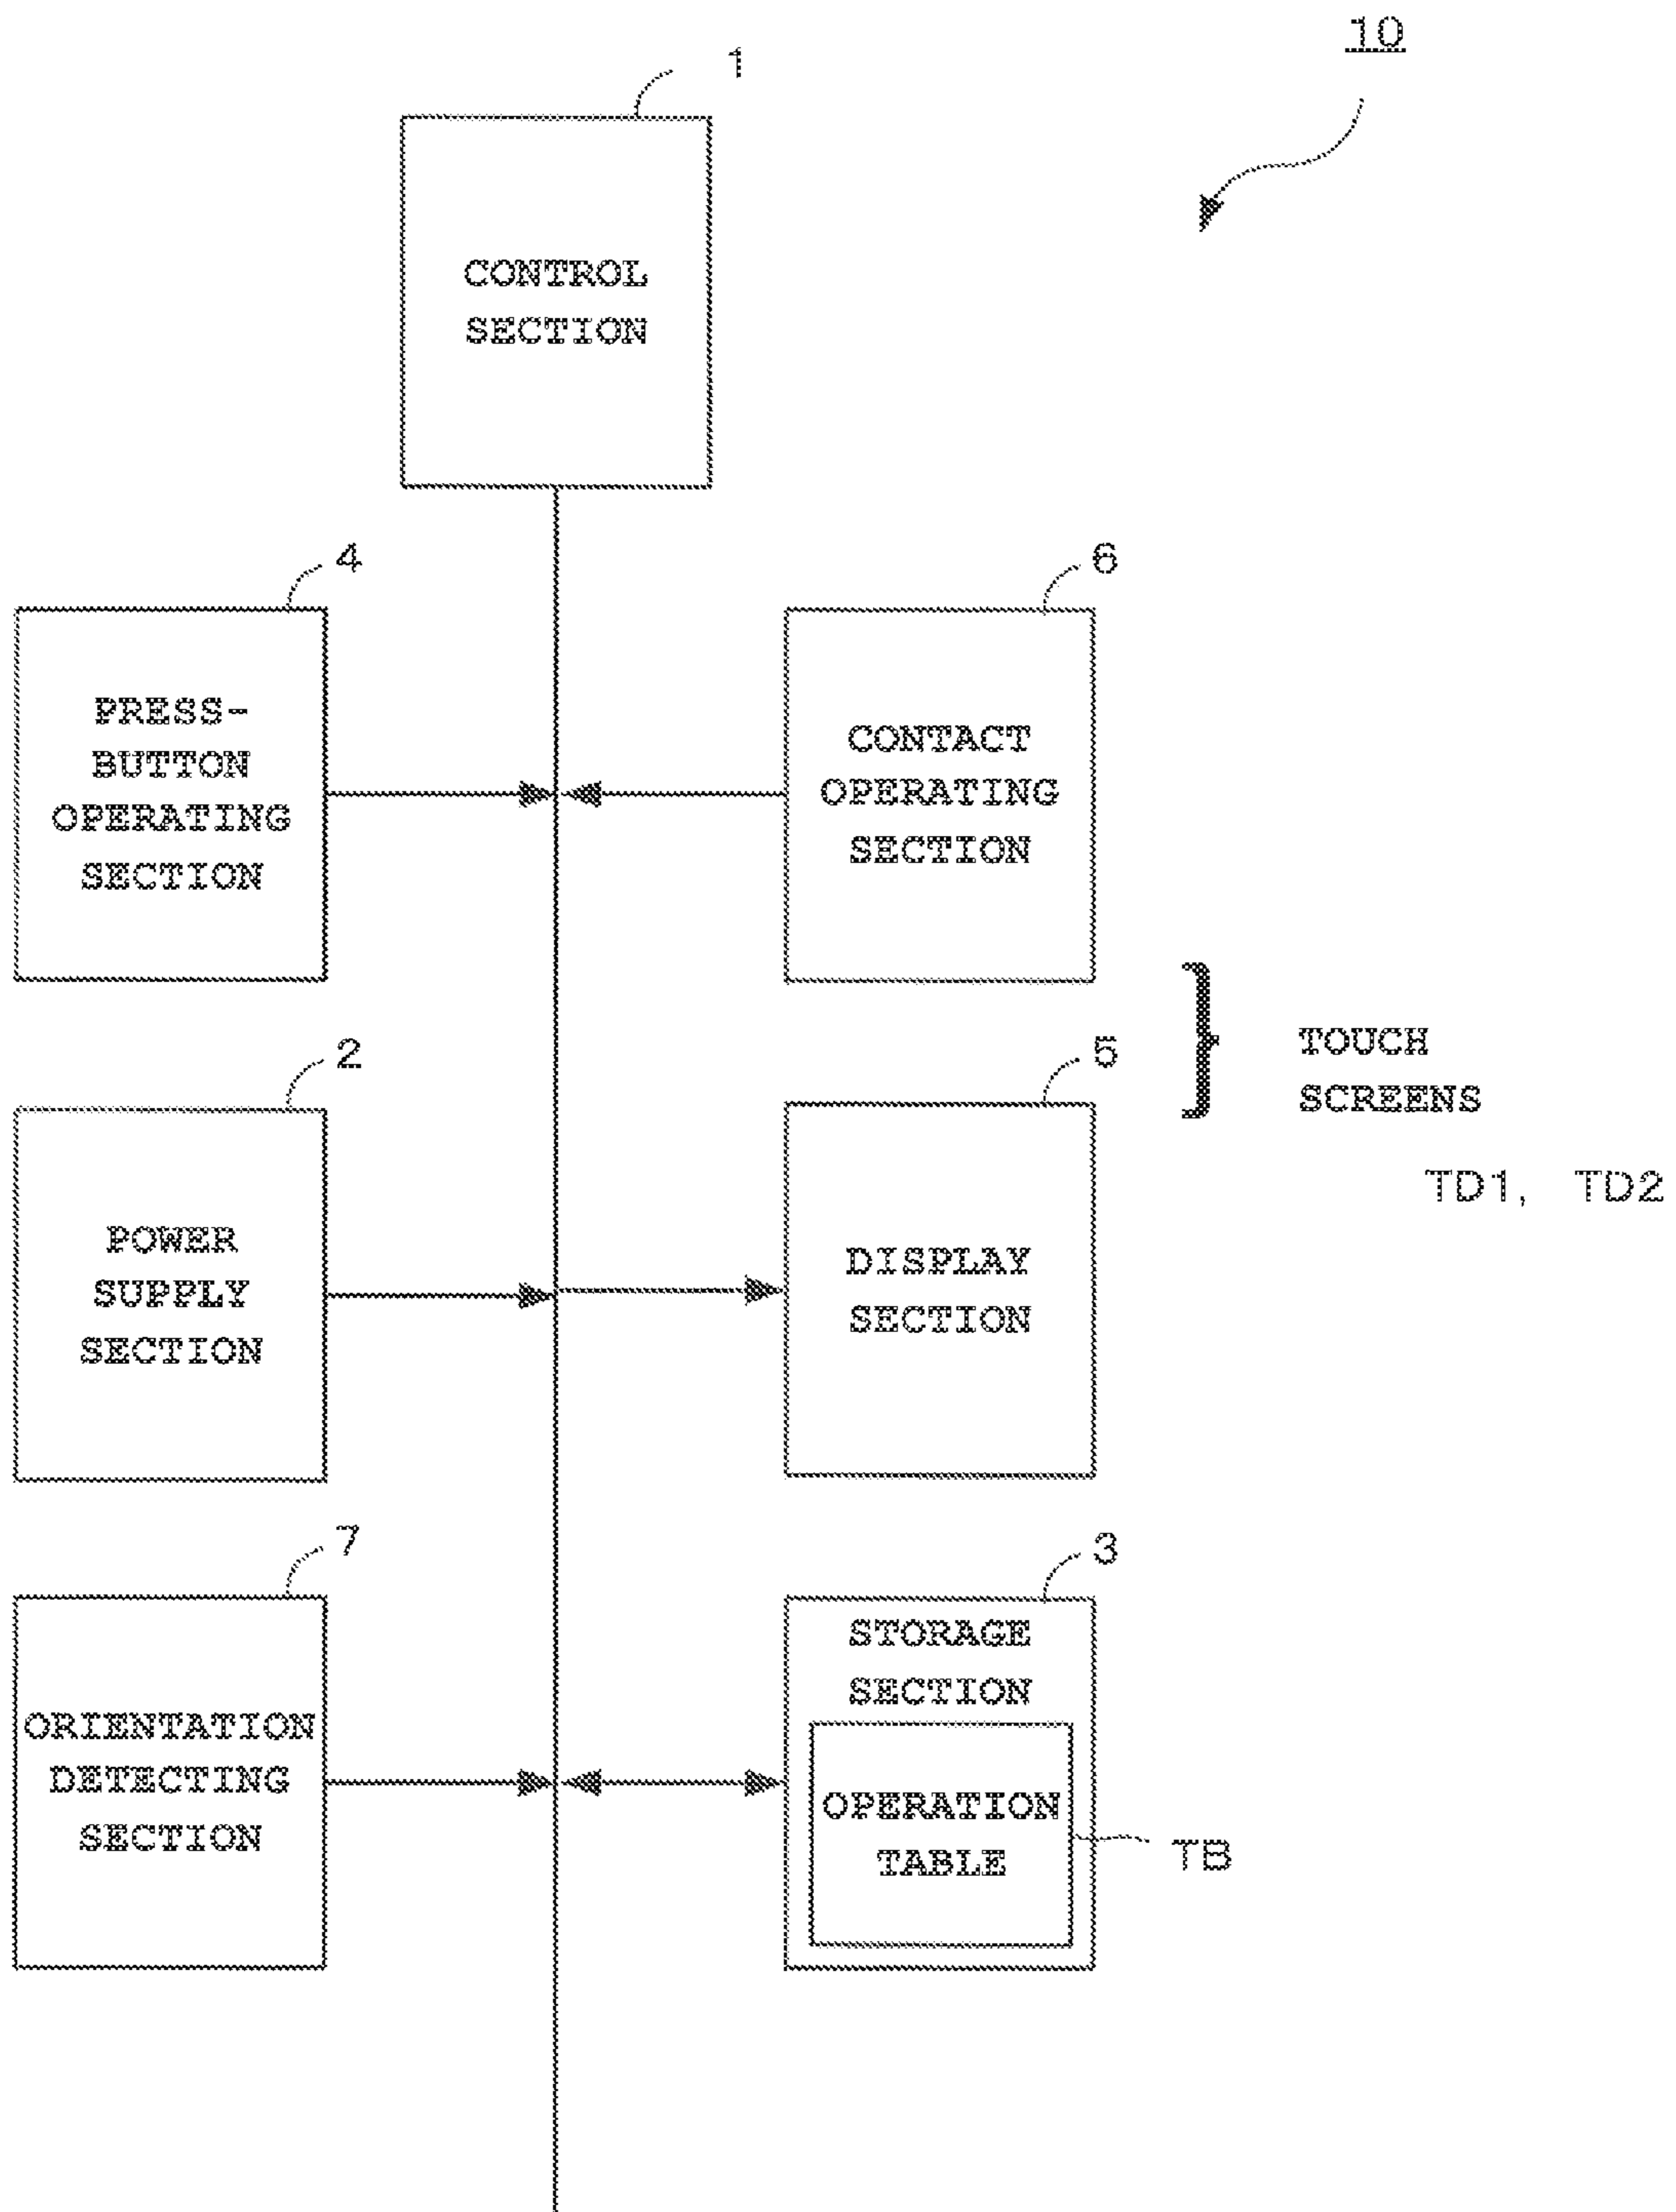 10
1
CONTROL
SECTION
4
PRESS-
BUTTON
OPERATING
SECTION
6
CONTACT
OPERATING
SECTION
TOUCH
SCREENS
TD1, TD2
2
POWER
SUPPLY
SECTION
5
DISPLAY
SECTION
7
ORIENTATION
DETECTING
SECTION
3
STORAGE
SECTION
OPERATION
TABLE
TB